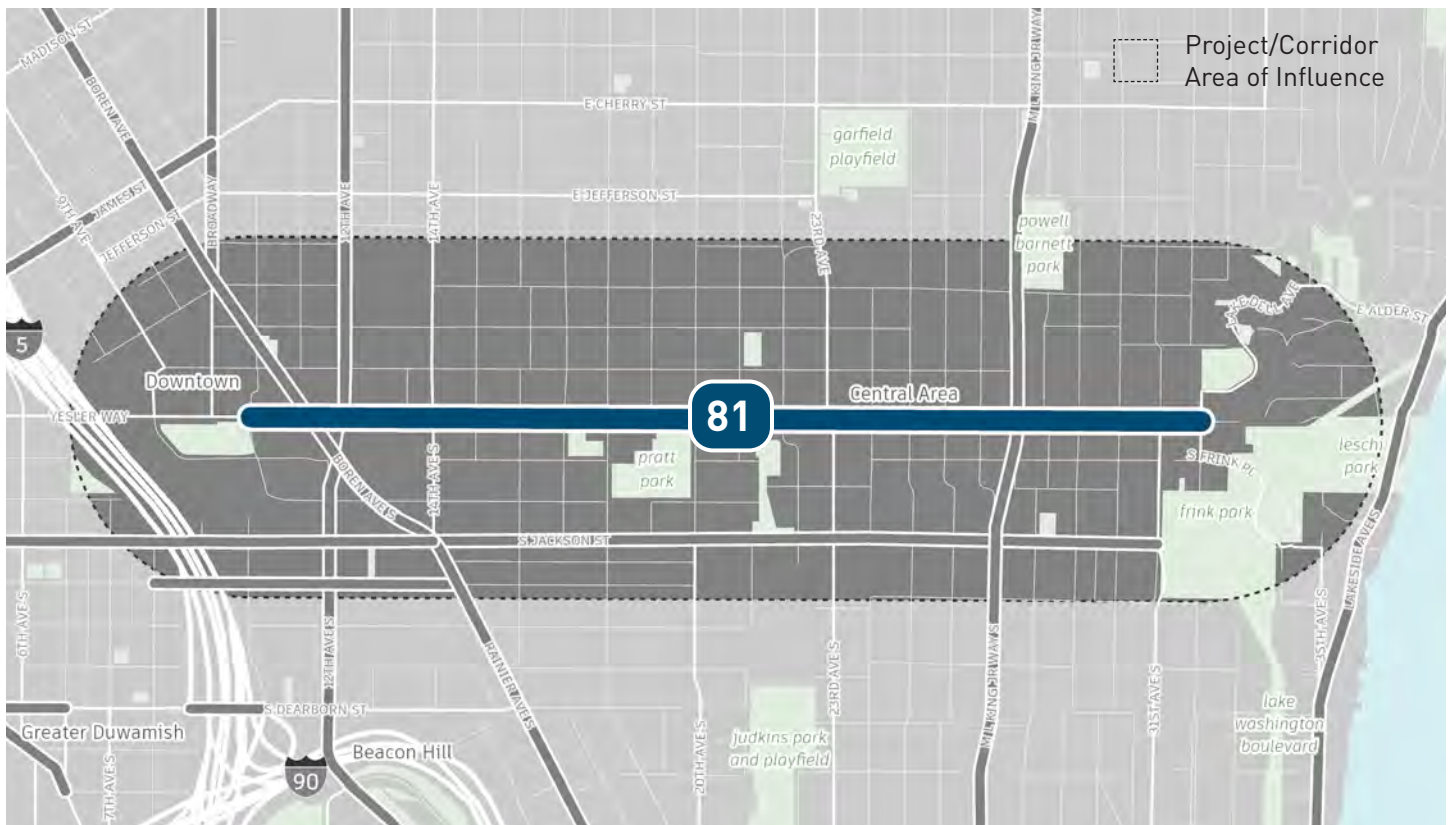 Project/Corridor
Area of Influence
MADISON ST
BOREN AVE
E CHERRY ST
MLKING JR WAY
garfield
playfield
JAMES ST
9TH AVE
JEFFERSON ST
BROADWAY
12TH AVE
14TH AVE
E JEFFERSON ST
23RD AVE
powell
barnett
park
E ALDER ST
5
Downtown
YESLER WAY
81
Central Area
BOREN AVE S
14TH AVE S
pratt
park
S FRINK PL
leschi
park
frink park
S JACKSON ST
6TH AVE S
12TH AVE S
RAINIER AVE S
20TH AVE S
23RD AVE S
MLKING JR WAY S
31ST AVE S
35TH AVE S
LAKESIDE AVE S
S DEARBORN ST
Greater Duwamish
7TH AVE S
90
Beacon Hill
judkins park
and playfield
lake
washington
boulevard